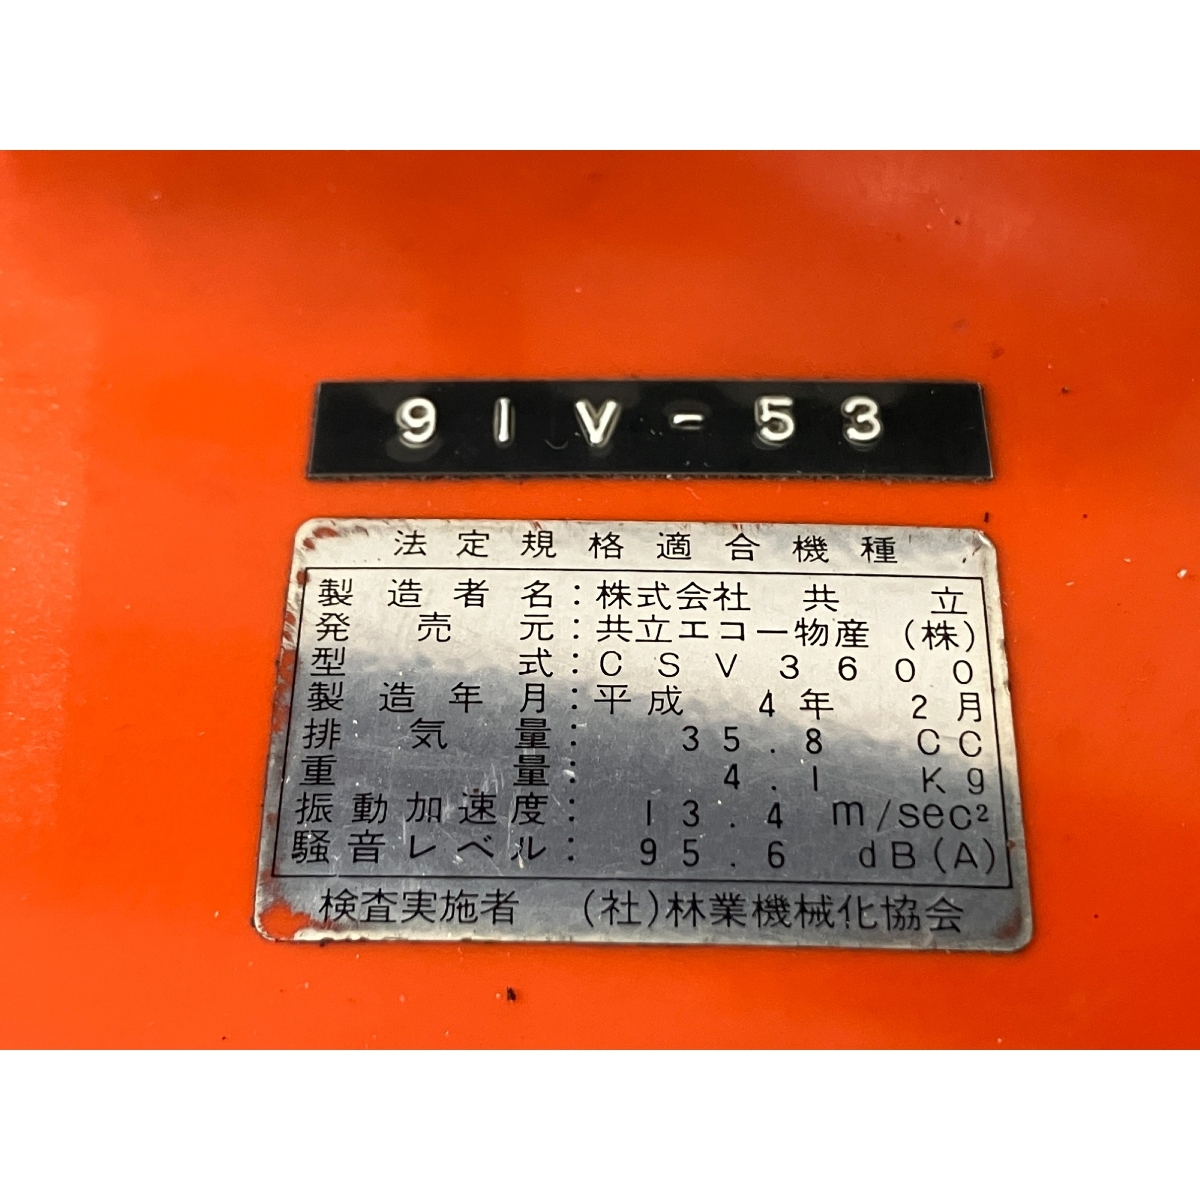 91V-53
法定規格適合機種
製造者名：株式会社 共立
発売元：共立エコー物産（株）
型式：CSV3600
製造年月：平成 4年 2月
排気量： 35.8 CC
重量： 4.1 Kg
振動加速度： 13.4 m/sec²
騒音レベル： 95.6 dB(A)
検査実施者 （社）林業機械化協会